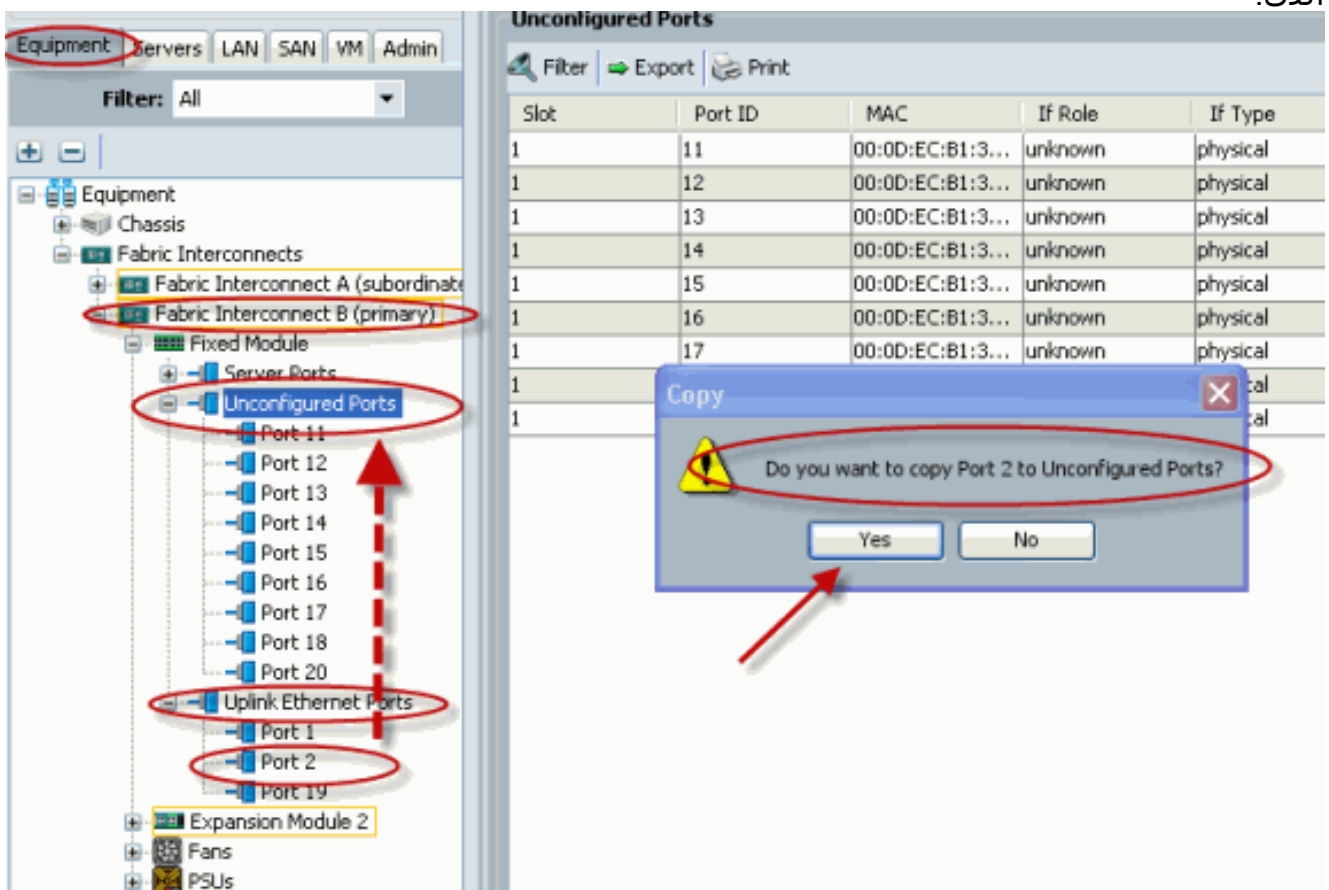 Unconfigured Ports
Equipment Servers LAN SAN VM Admin
Filter: All
Equipment
Chassis
Fabric Interconnects
Fabric Interconnect A (subordinate
Fabric Interconnect B (primary)
Fixed Module
Server Ports
Unconfigured Ports
Port 11
Port 12
Port 13
Port 14
Port 15
Port 16
Port 17
Port 18
Port 20
Uplink Ethernet Ports
Port 1
Port 2
Port 19
Expansion Module 2
Fans
PSUs
Filter Export Print
Slot Port ID MAC If Role If Type
1 11 00:0D:EC:B1:3... unknown physical
1 12 00:0D:EC:B1:3... unknown physical
1 13 00:0D:EC:B1:3... unknown physical
1 14 00:0D:EC:B1:3... unknown physical
1 15 00:0D:EC:B1:3... unknown physical
1 16 00:0D:EC:B1:3... unknown physical
1 17 00:0D:EC:B1:3... unknown physical
1
1
Copy
Do you want to copy Port 2 to Unconfigured Ports?
Yes No